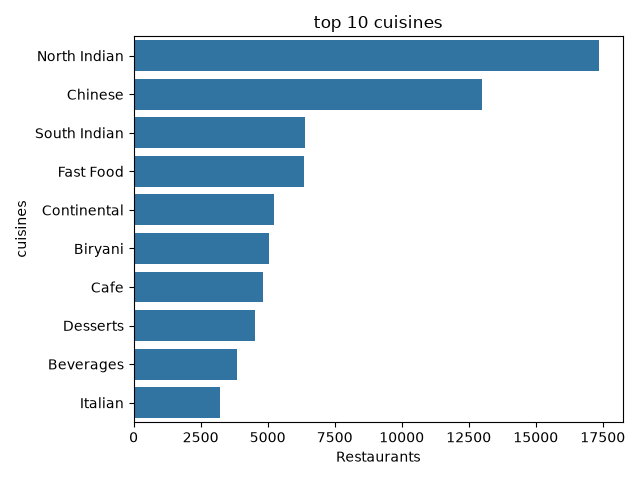 top 10 cuisines
cuisines
North Indian
Chinese
South Indian
Fast Food
Continental
Biryani
Cafe
Desserts
Beverages
Italian
0 2500 5000 7500 10000 12500 15000 17500
Restaurants